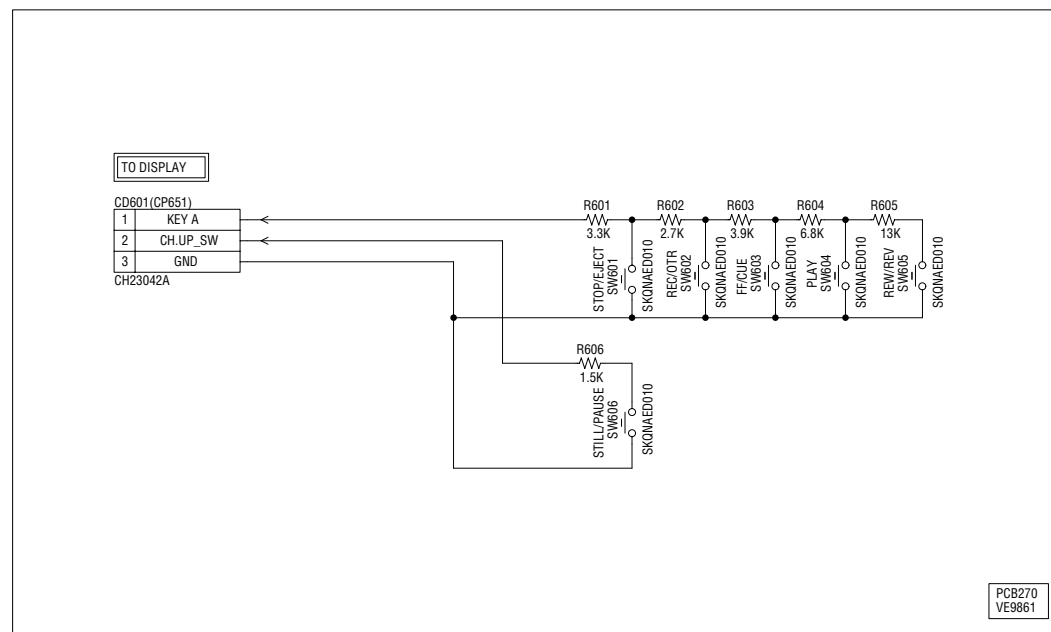 TO DISPLAY
CD601(CP651)
1 KEY A
2 CH.UP_SW
3 GND
CH23042A
R601
3.3K
R602
2.7K
R603
3.9K
R604
6.8K
R605
13K
STOP/EJECT
SW601
SKQNAED010
REC/OTR
SW602
SKQNAED010
FF/CUE
SW603
SKQNAED010
PLAY
SW604
SKQNAED010
REW/REV
SW605
SKQNAED010
R606
1.5K
STILL/PAUSE
SW606
SKQNAED010
PCB270
VE9861